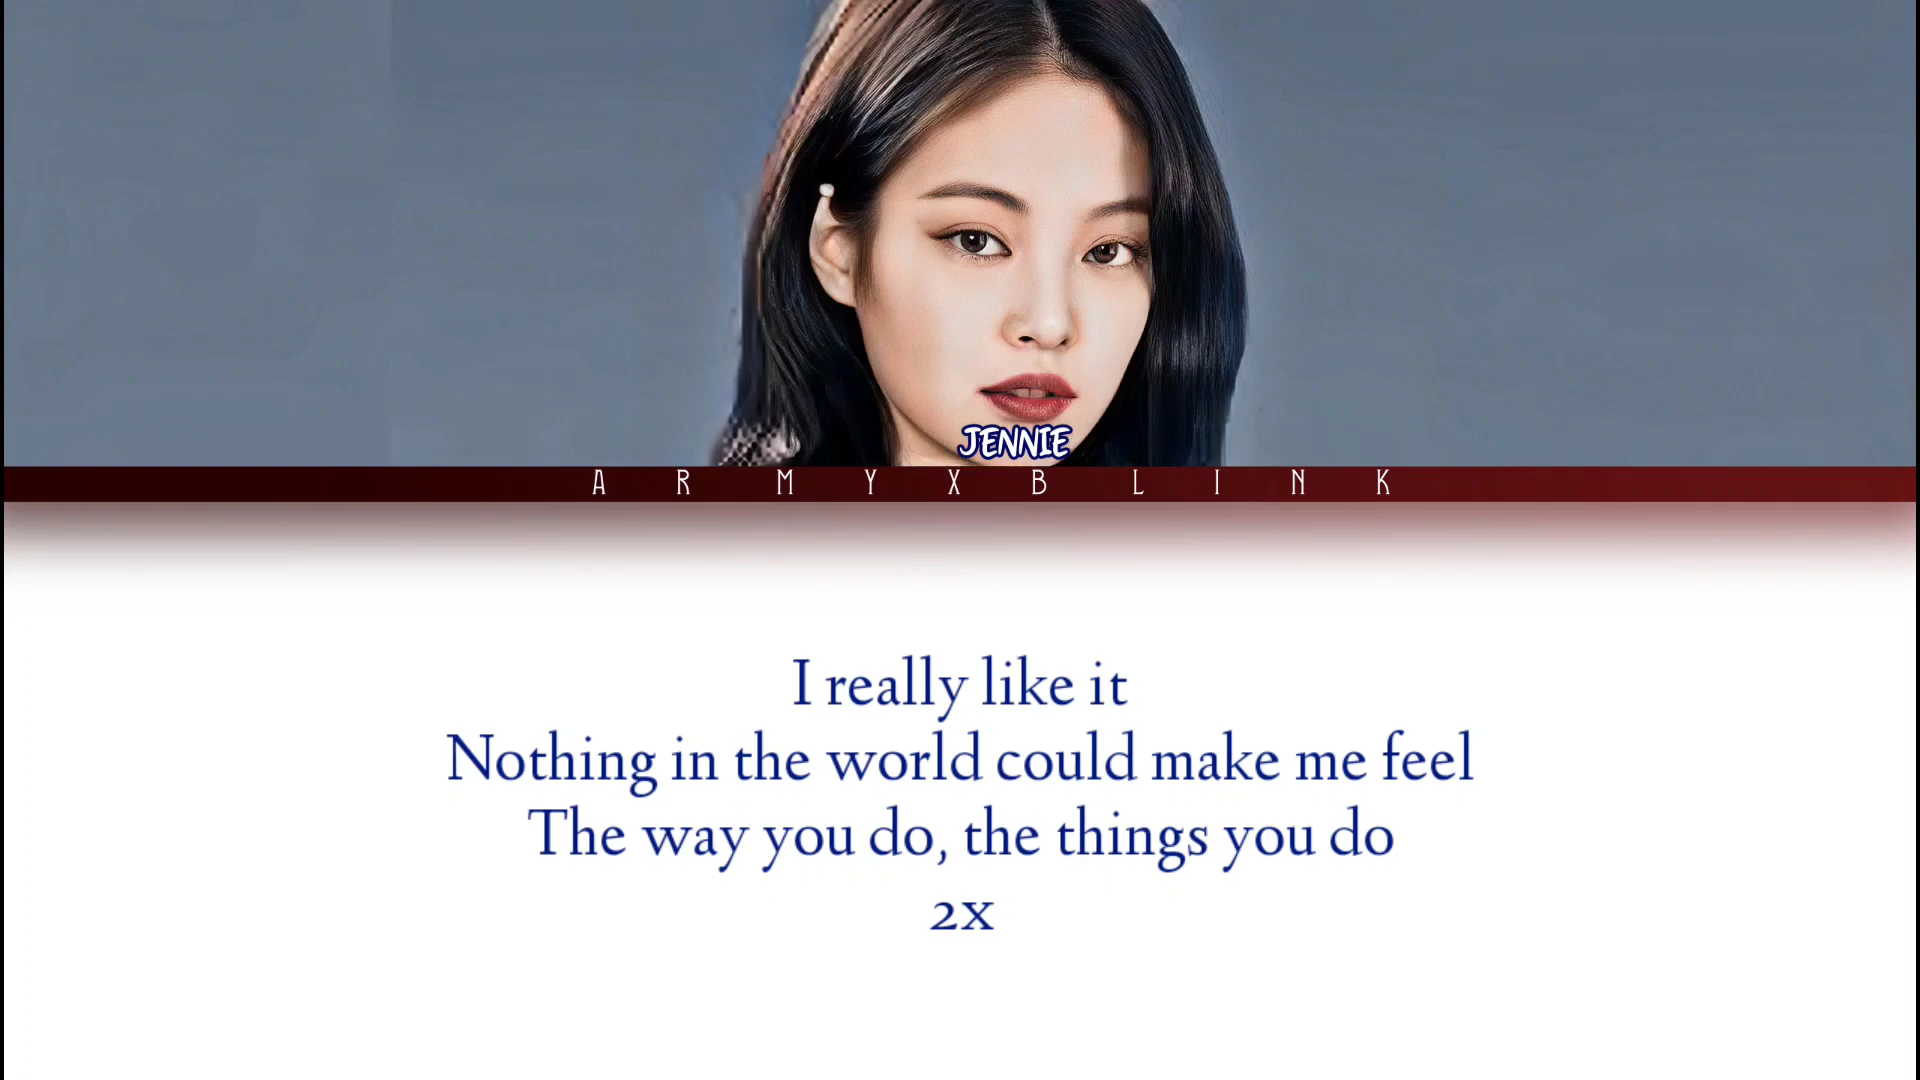 JENNIE
ARMYXBLINK
I really like it
Nothing in the world could make me feel
The way you do, the things you do
2x